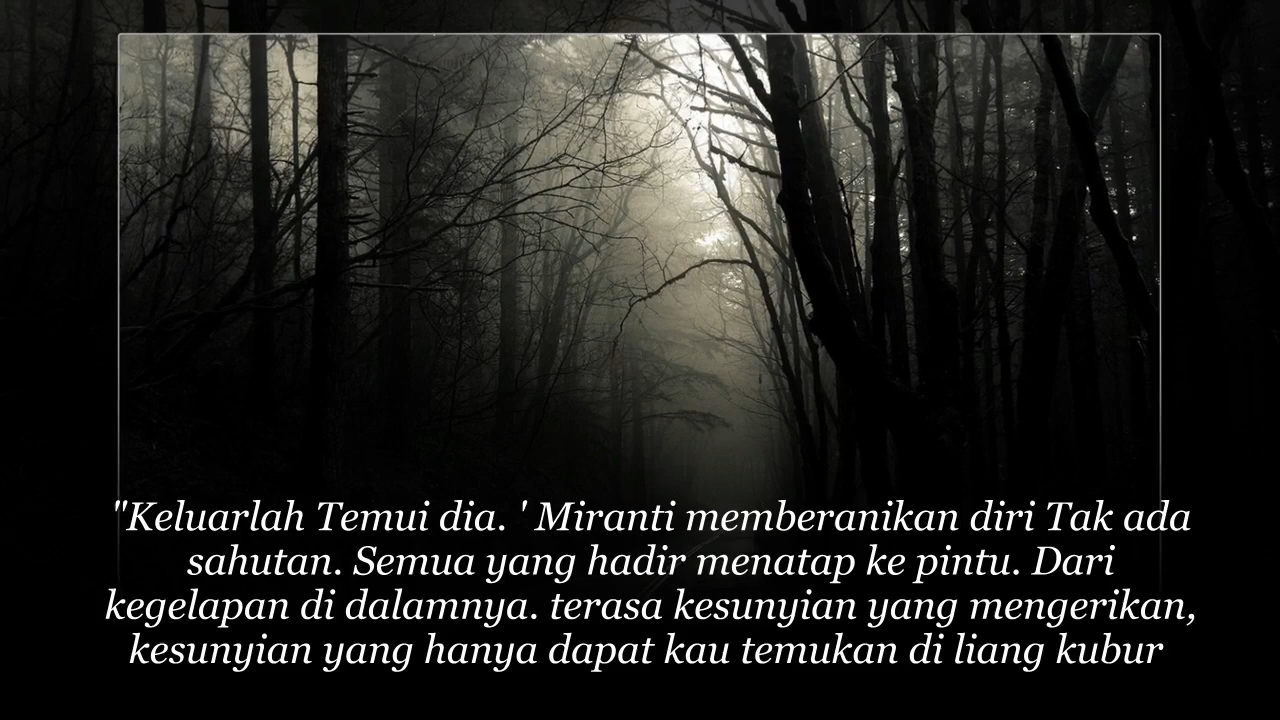 "Keluarlah Temui dia. ' Miranti memberanikan diri Tak ada
sahutan. Semua yang hadir menatap ke pintu. Dari
kegelapan di dalamnya. terasa kesunyian yang mengerikan,
kesunyian yang hanya dapat kau temukan di liang kubur